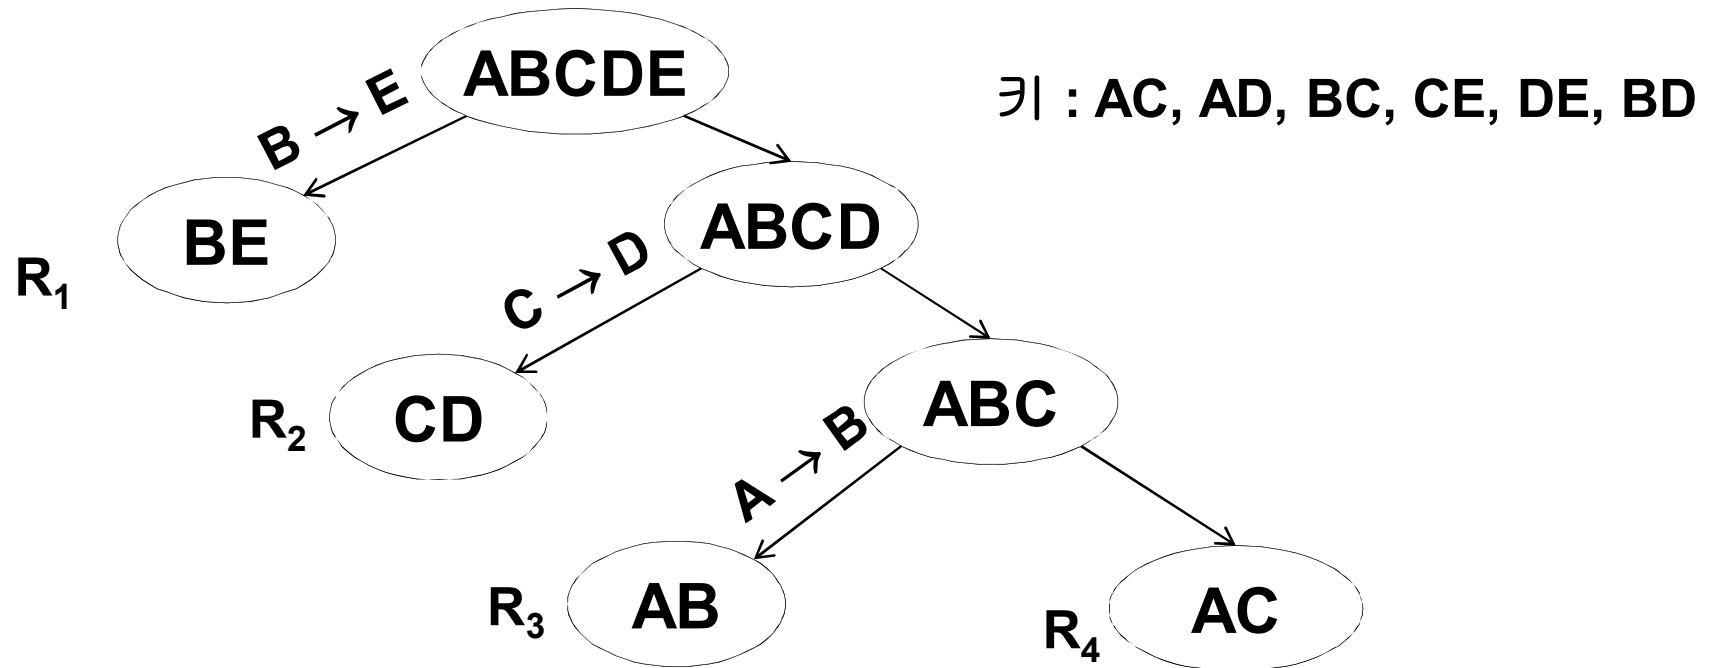 ABCDE
키 : AC, AD, BC, CE, DE, BD
B → E
BE
R₁
ABCD
C → D
CD
R₂
ABC
A → B
AB
R₃
AC
R₄